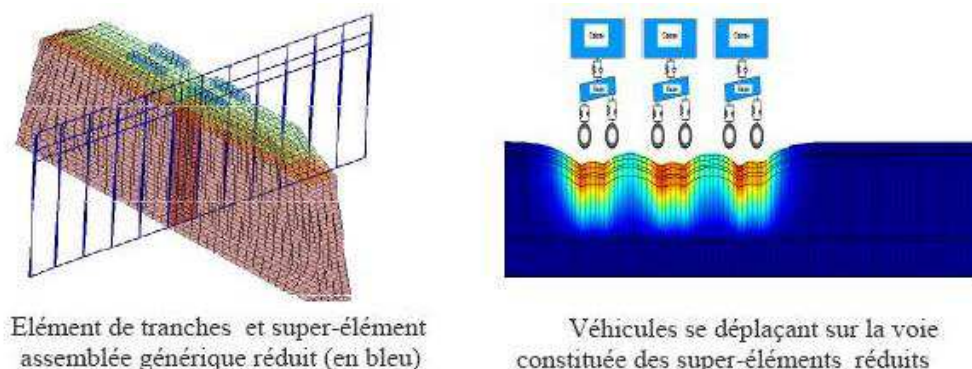 Elément de tranches et super-élément
assemblée générique réduit (en bleu)
Véhicules se déplaçant sur la voie
constituée des super-éléments réduits